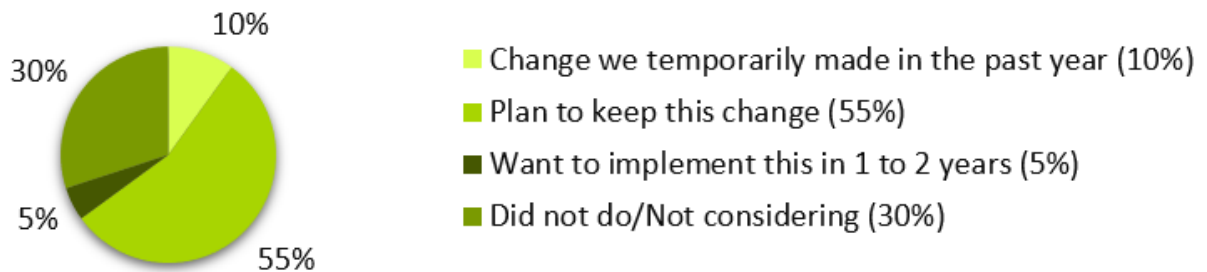 10%
30%
5%
55%
Change we temporarily made in the past year (10%)
Plan to keep this change (55%)
Want to implement this in 1 to 2 years (5%)
Did not do/Not considering (30%)